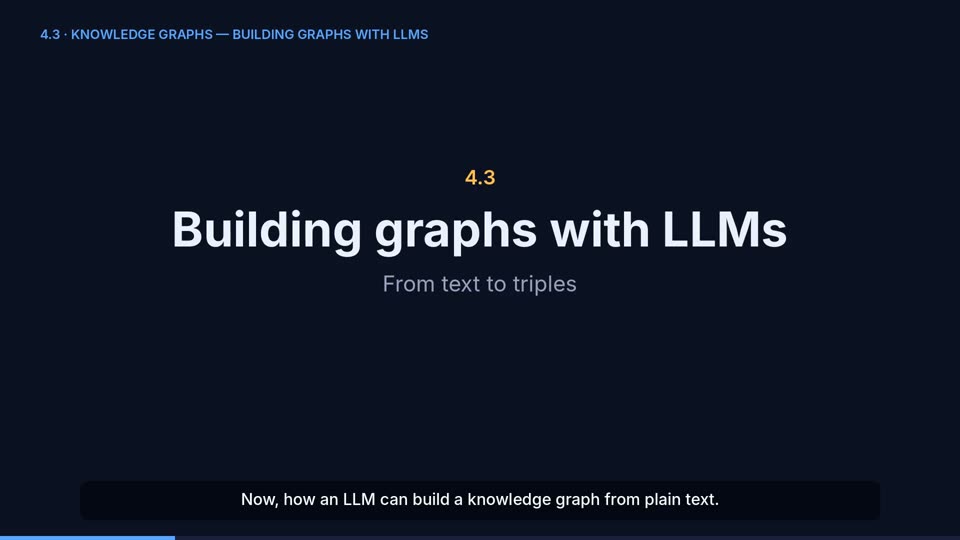 4.3 · KNOWLEDGE GRAPHS — BUILDING GRAPHS WITH LLMS
4.3
Building graphs with LLMs
From text to triples
Now, how an LLM can build a knowledge graph from plain text.